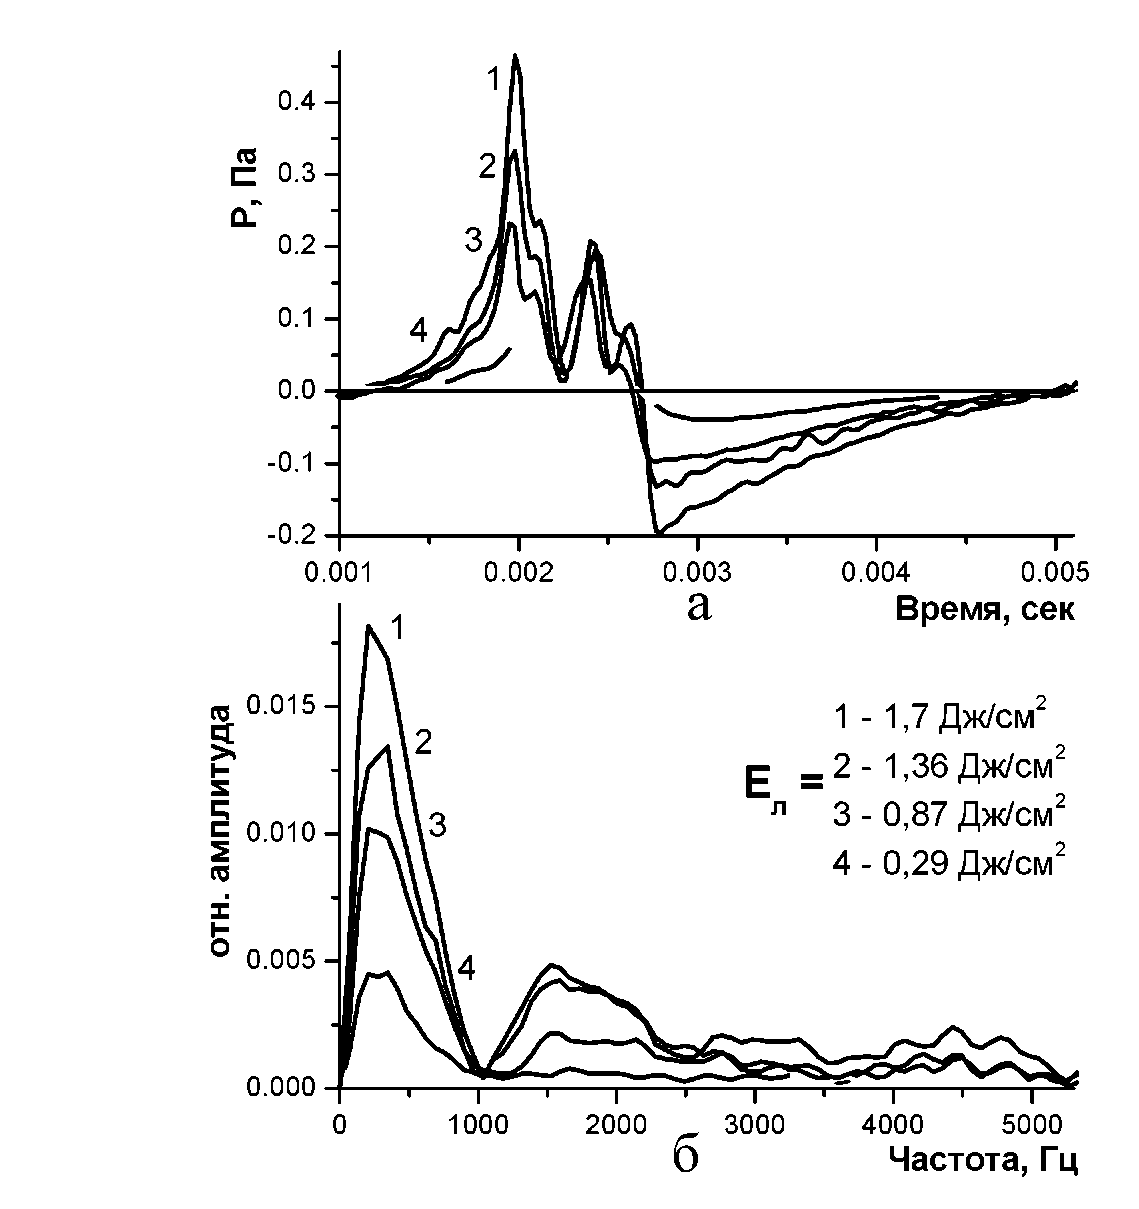 P, Па
0.4
0.3
0.2
0.1
0.0
-0.1
-0.2
1
2
3
4
0.001 0.002 0.003 0.004 0.005
а
Время, сек
отн. амплитуда
0.015
0.010
0.005
0.000
1
2
3
4
Eл =
1 - 1,7 Дж/см²
2 - 1,36 Дж/см²
3 - 0,87 Дж/см²
4 - 0,29 Дж/см²
0 1000 2000 3000 4000 5000
б
Частота, Гц